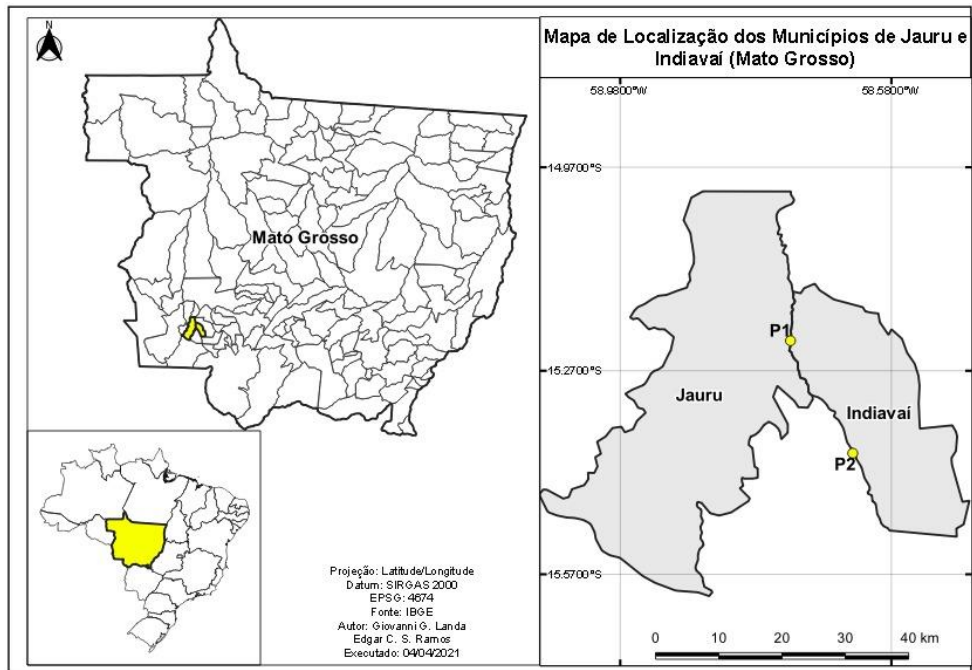 N
Mato Grosso
Projeção: Latitude/Longitude
Datum: SIRGAS 2000
EPSG: 4674
Fonte: IBGE
Autor: Giovanni G. Landa
Edgar C. S. Ramos
Executado: 04/04/2021
Mapa de Localização dos Municípios de Jauru e
Indiavaí (Mato Grosso)
58.9800°W 58.5800°W
14.9700°S
P1
15.2700°S
Jauru
Indiavaí
P2
15.5700°S
0 10 20 30 40 km